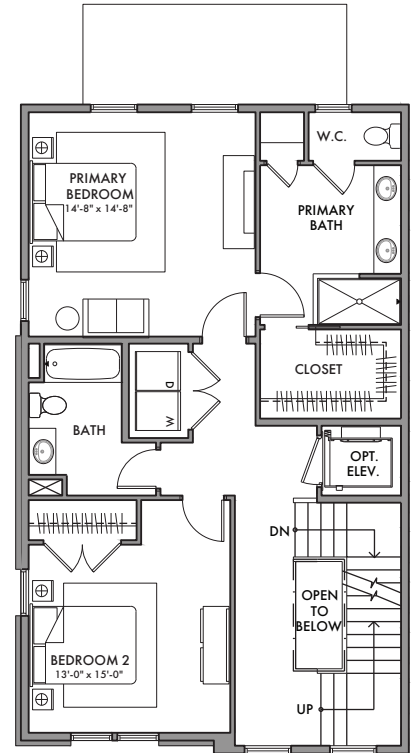 W.C.
PRIMARY
BEDROOM
14'-8" x 14'-8"
PRIMARY
BATH
CLOSET
D
W
BATH
OPT.
ELEV.
DN
OPEN
TO
BELOW
BEDROOM 2
13'-0" x 15'-0"
UP